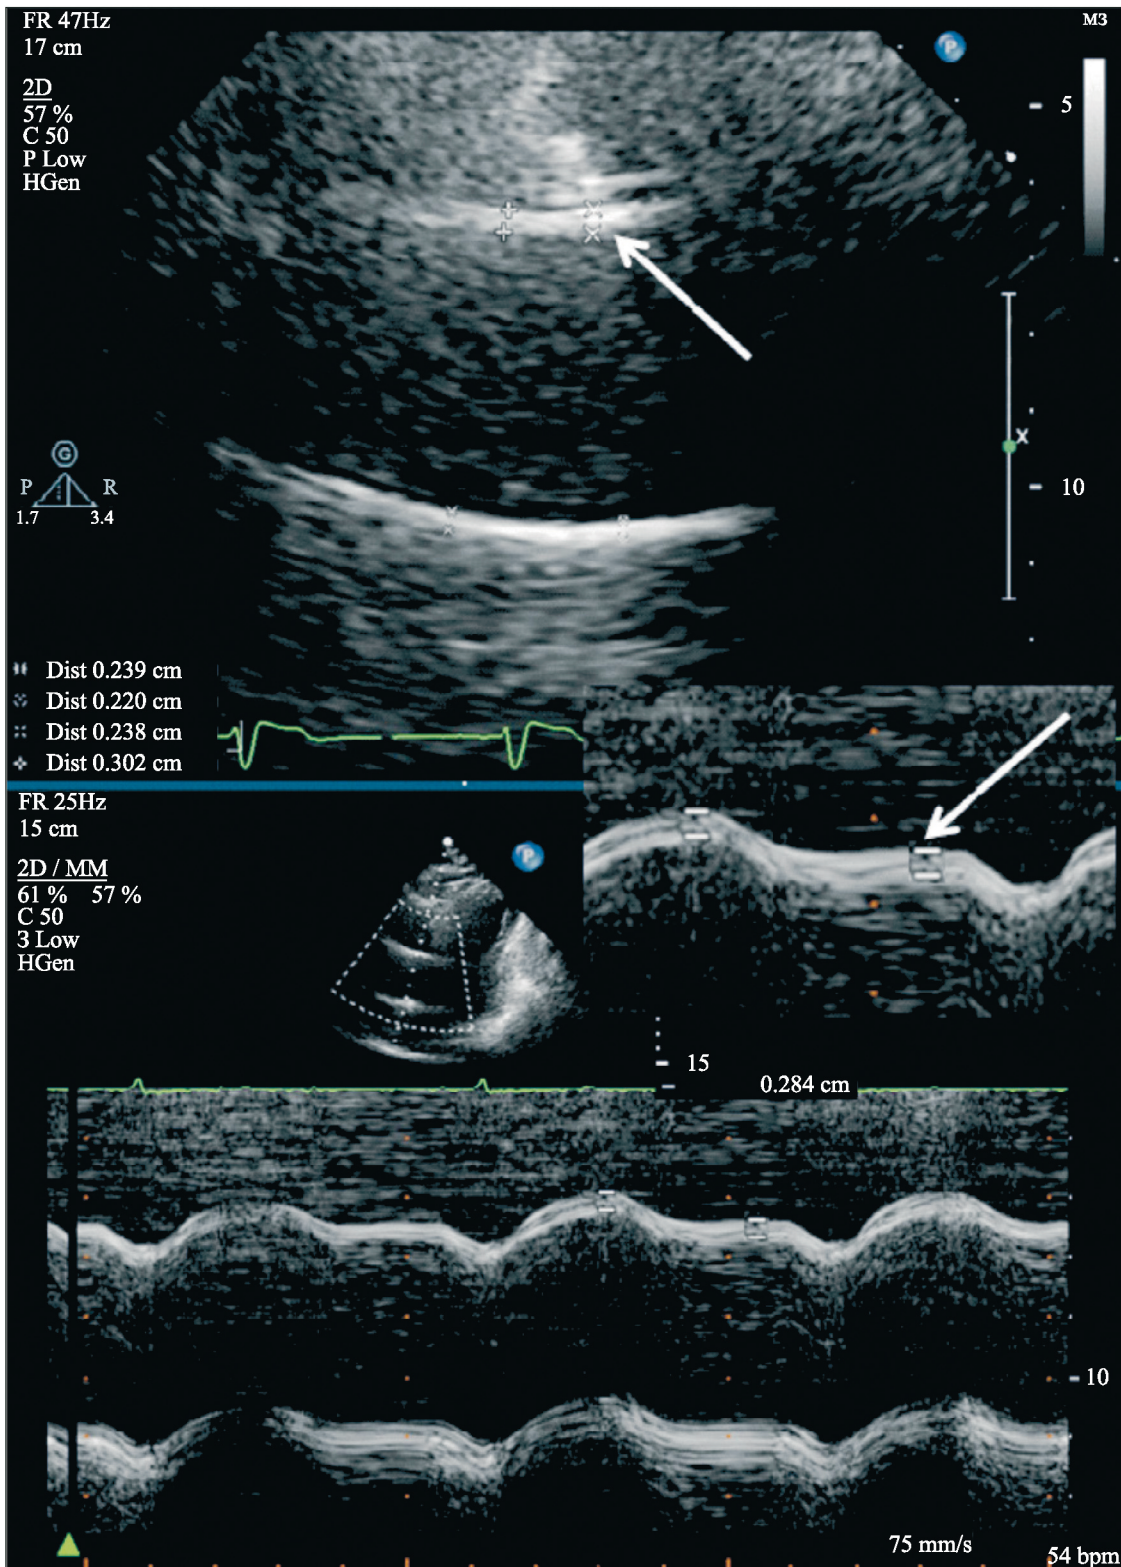 FR 47Hz
17 cm
2D
57 %
C 50
P Low
HGen
M3
P
5
G
P R
1.7 3.4
X
10
Dist 0.239 cm
Dist 0.220 cm
Dist 0.238 cm
Dist 0.302 cm
FR 25Hz
15 cm
2D / MM
61 % 57 %
C 50
3 Low
HGen
P
15
0.284 cm
10
75 mm/s
54 bpm